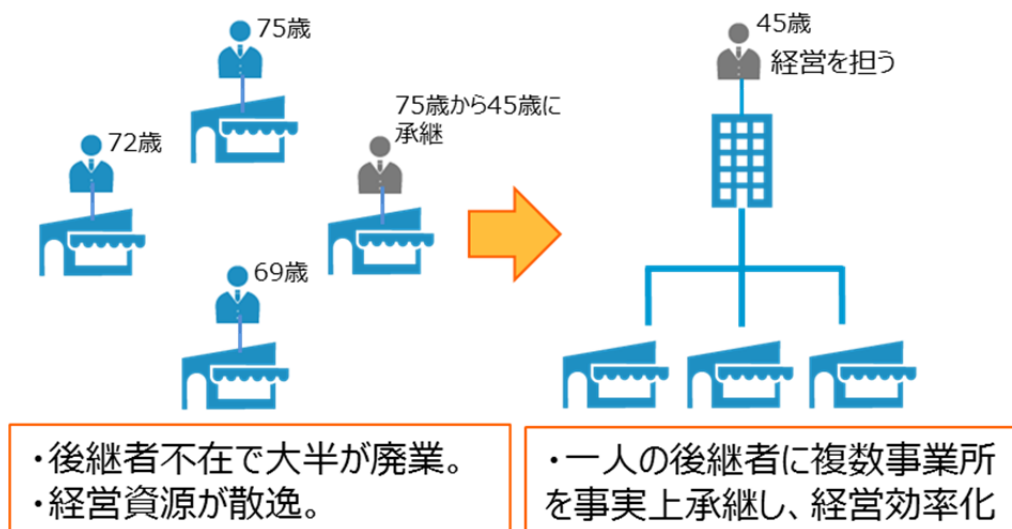 75歳
72歳
75歳から45歳に
承継
69歳
・後継者不在で大半が廃業。
・経営資源が散逸。
45歳
経営を担う
・一人の後継者に複数事業所
を事実上承継し、経営効率化